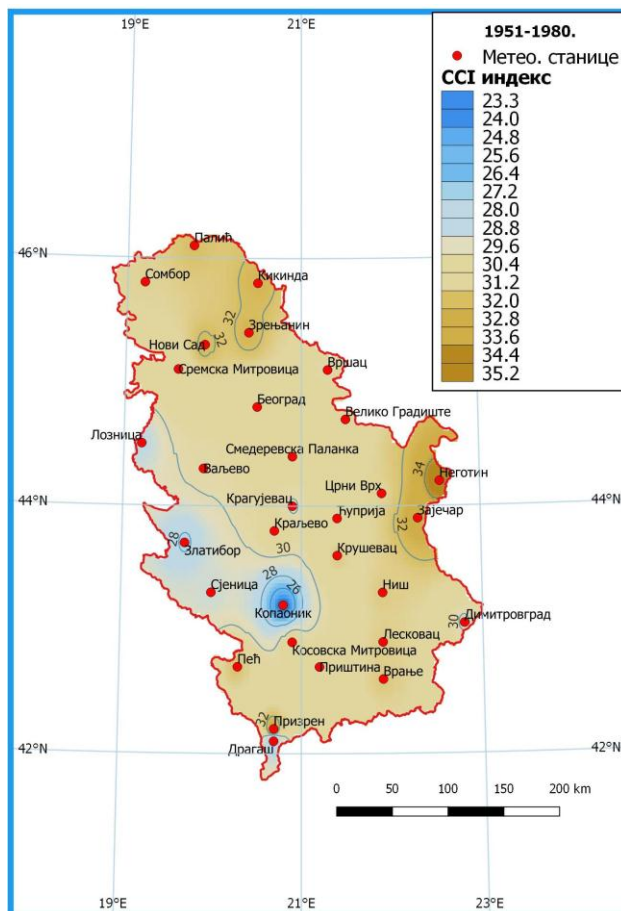 19°E
21°E
1951-1980.
Метео. станице
CCI индекс
23.3
24.0
24.8
25.6
26.4
27.2
28.0
28.8
29.6
30.4
31.2
32.0
32.8
33.6
34.4
35.2
46°N
Палић
Сомбор
Кикинда
32
Зрењанин
32
Нови Сад
Сремска Митровица
Вршац
Београд
Велико Градиште
Лозница
Смедеревска Паланка
34
Ваљево
Неготин
Црни Врх
44°N
Крагујевац
44°N
Ћуприја
Зајечар
32
Краљево
28
Златибор
30
Крушевац
28
26
Сјеница
Ниш
Копаоник
30
Димитровград
Лесковац
Косовска Митровица
Пећ
Приштина
Врање
32
Призрен
42°N
Драгаш
42°N
0 50 100 150 200 km
19°E
21°E
23°E